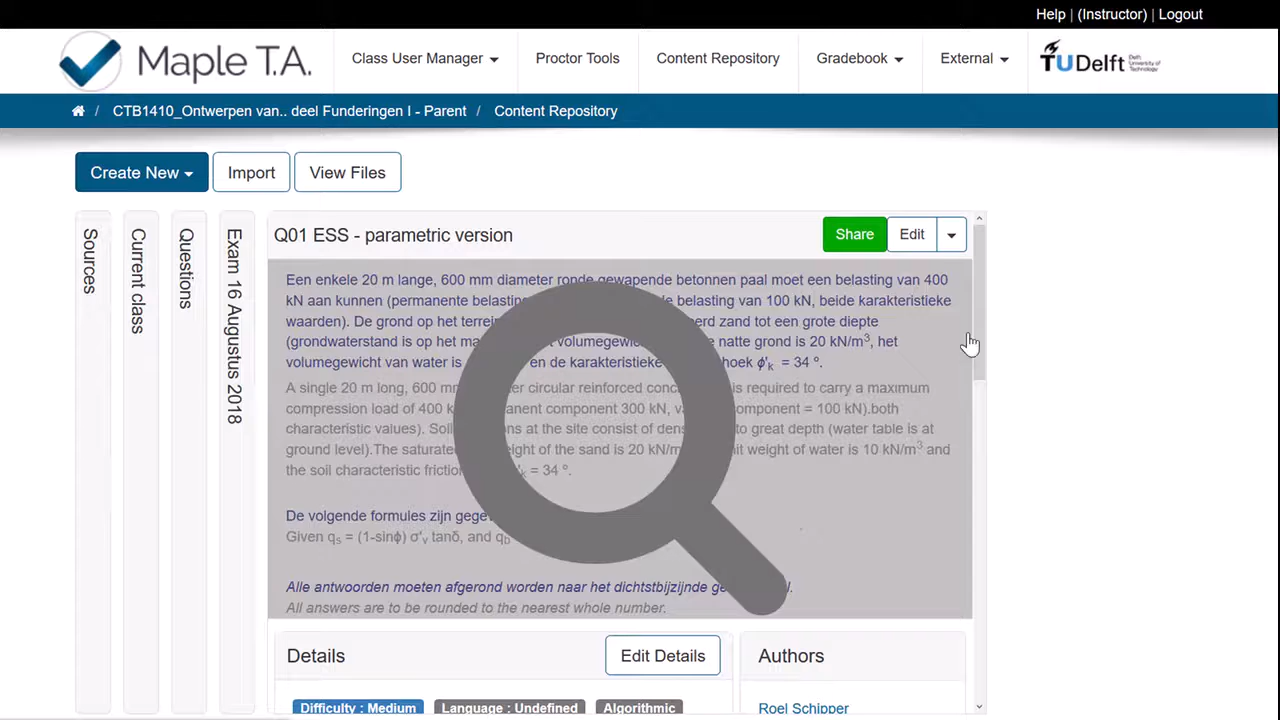 Help | (Instructor) | Logout
Maple T.A.
Class User Manager
Proctor Tools
Content Repository
Gradebook
External
TUDelft Delft University of Technology
CTB1410_Ontwerpen van.. deel Funderingen I - Parent / Content Repository
Create New
Import
View Files
Sources
Current class
Questions
Exam 16 Augustus 2018
Q01 ESS - parametric version
Share
Edit
Een enkele 20 m lange, 600 mm diameter ronde gewapende betonnen paal moet een belasting van 400
kN aan kunnen (permanente belasting de belasting van 100 kN, beide karakteristieke
waarden). De grond op het terrein erd zand tot een grote diepte
(grondwaterstand is op het ma volumegewicht natte grond is 20 kN/m³, het
volumegewicht van water is en de karakteristieke hoek ϕ'k = 34 º.
A single 20 m long, 600 mm er circular reinforced conc is required to carry a maximum
compression load of 400 k anent component 300 kN, va component = 100 kN).both
characteristic values). Soil ions at the site consist of dens to great depth (water table is at
ground level).The saturated eight of the sand is 20 kN/m nit weight of water is 10 kN/m³ and
the soil characteristic friction k = 34 º.
De volgende formules zijn gege
Given qs = (1-sinϕ) σ'v tanδ, and qb
Alle antwoorden moeten afgerond worden naar het dichtstbijzijnde ge l.
All answers are to be rounded to the nearest whole number.
Details
Edit Details
Authors
Difficulty : Medium
Language : Undefined
Algorithmic
Roel Schipper